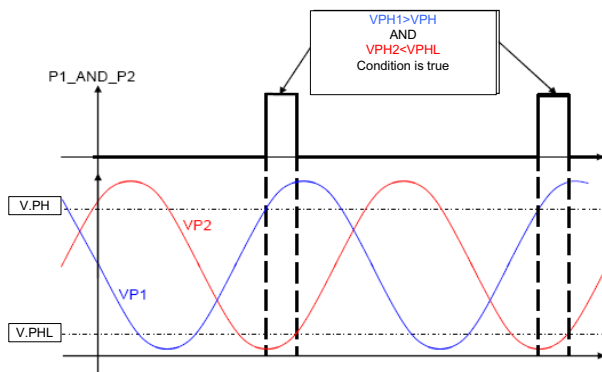 VPH1>VPH
AND
VPH2<VPHL
Condition is true
P1_AND_P2
V.PH
VP2
VP1
V.PHL